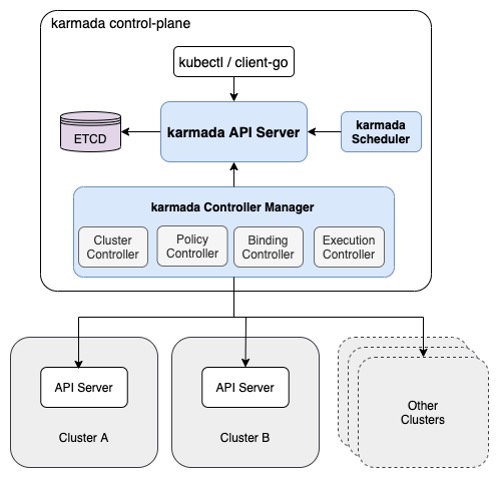 karmada control-plane
kubectl / client-go
ETCD
karmada API Server
karmada
Scheduler
karmada Controller Manager
Cluster
Controller
Policy
Controller
Binding
Controller
Execution
Controller
API Server
Cluster A
API Server
Cluster B
Other
Clusters